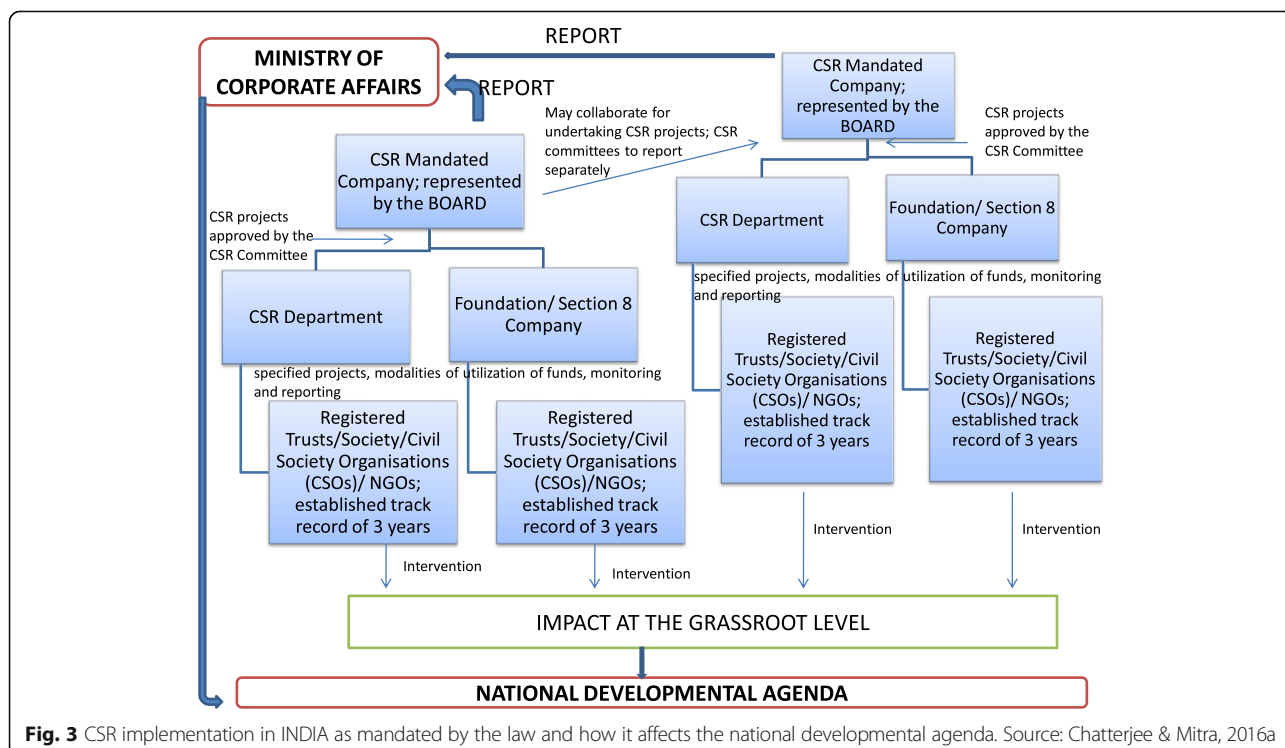 REPORT
MINISTRY OF
CORPORATE AFFAIRS
REPORT
CSR Mandated
Company;
represented by the
BOARD
May collaborate for
undertaking CSR projects; CSR
committees to report
separately
CSR projects
approved by the
CSR Committee
CSR Mandated
Company; represented
by the BOARD
CSR projects
approved by the
CSR Committee
CSR Department
Foundation/ Section 8
Company
specified projects, modalities of utilization of funds, monitoring
and reporting
CSR Department
Foundation/ Section 8
Company
specified projects, modalities of utilization of funds, monitoring
and reporting
Registered
Trusts/Society/Civil
Society Organisations
(CSOs)/ NGOs;
established track
record of 3 years
Registered
Trusts/Society/Civil
Society Organisations
(CSOs)/ NGOs;
established track
record of 3 years
Registered
Trusts/Society/Civil
Society Organisations
(CSOs)/ NGOs;
established track
record of 3 years
Registered
Trusts/Society/Civil
Society Organisations
(CSOs)/NGOs;
established track
record of 3 years
Intervention
Intervention
Intervention
Intervention
IMPACT AT THE GRASSROOT LEVEL
NATIONAL DEVELOPMENTAL AGENDA
Fig. 3 CSR implementation in INDIA as mandated by the law and how it affects the national developmental agenda. Source: Chatterjee & Mitra, 2016a